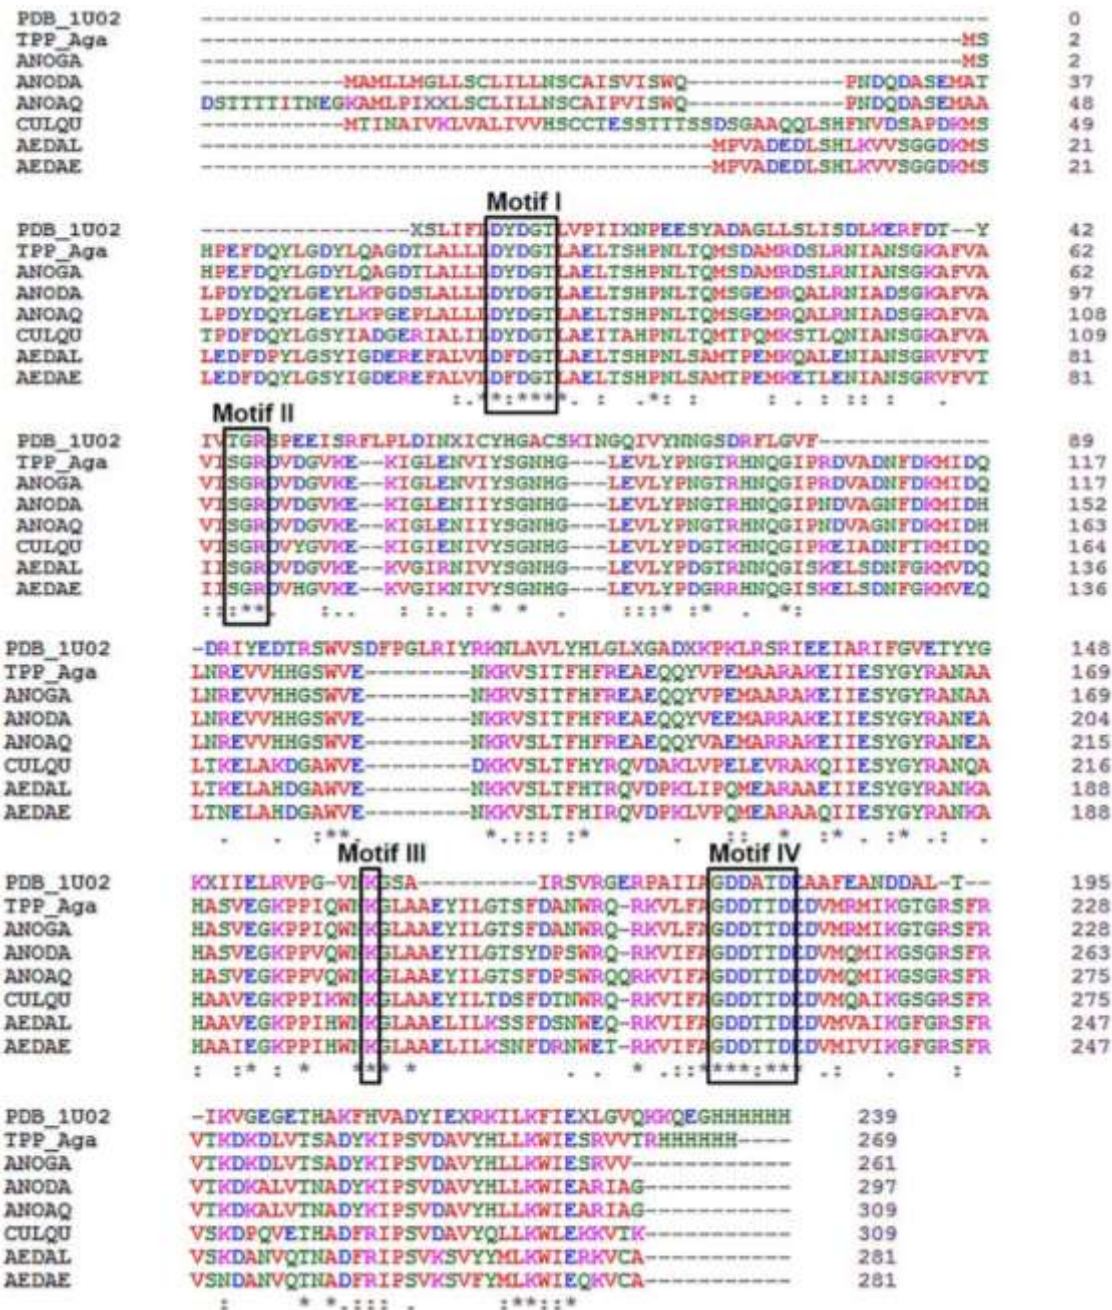 PDB_1U02 ------------------------------------------------------------ 0
TPP_Aga ----------------------------------------------------------MS 2
ANOGA ----------------------------------------------------------MS 2
ANODA -----------MAMLLMGLLSCLILLNSCAISVISWQ------------PNDQDASEMAT 37
ANOAQ DSTTTTITNEGKAMLPIXXLSCLILLNSCAIPVISWQ------------PNDQDASEMAA 48
CULQU -----------MTINAIVKLVALIVVHSCCTESSTTTSSDSGAAQQLSHFNVDSAPDKMS 49
AEDAL ---------------------------------------MPVADEDLSHLKVVSGGDKMS 21
AEDAE ---------------------------------------MPVADEDLSHLKVVSGGDKMS 21
Motif I
PDB_1U02 ----------------XSLIFIDYDGTLVPIIXNPEESYADAGLLSLISDLKERFDT--Y 42
TPP_Aga HPEFDQYLGDYLQAGDTLALLIDYDGTLAELTSHPNLTQMSDAMRDSLRNIANSGKAFVA 62
ANOGA HPEFDQYLGDYLQAGDTLALLIDYDGTLAELTSHPNLTQMSDAMRDSLRNIANSGKAFVA 62
ANODA LPDYDQYLGEYLKPGDSLALLIDYDGTLAELTSHPNLTQMSGEMRQALRNIADSGKAFVA 97
ANOAQ LPDYDQYLGEYLKPGEPLALLIDYDGTLAELTSHPNLTQMSGEMRQALRNIADSGKAFVA 108
CULQU TPDFDQYLGSYIADGERIALIIDYDGTLAEITAHPNLTQMTPQMKSTLQNIANSGKAFVA 109
AEDAL LEDFDPYLGSYIGDEREFALVIDFDGTLAELTSHPNLSAMTPEMKQALENIANSGRVFVT 81
AEDAE LEDFDQYLGSYIGDEREFALVIDFDGTLAELTSHPNLSAMTPEMKETLENIANSGRVFVT 81
:.**:****. : .*: : . : :: : .
Motif II
PDB_1U02 IVTGRSPEEISRFLPLDINXICYHGACSKINGQIVYNNGSDRFLGVF------------- 89
TPP_Aga VISGRDVDGVKE--KIGLENVIYSGNHG---LEVLYPNGTRHNQGIPRDVADNFDKMIDQ 117
ANOGA VISGRDVDGVKE--KIGLENVIYSGNHG---LEVLYPNGTRHNQGIPRDVADNFDKMIDQ 117
ANODA VISGRDVDGVKE--KIGLENVIYSGNHG---LEVLYPNGTRHNQGIPNDVAGNFDKMIDH 152
ANOAQ VISGRDVDGVKE--KIGLENIIYSGNHG---LEVLYPNGTRHNQGIPNDVAGNFDKMIDH 163
CULQU VISGRDVYGVKE--KIGIENIVYSGNHG---LEVLYPDGTKHNQGIPKEIADNFTKMIDQ 164
AEDAL IISGRDVDGVKE--KVGIRNIVYSGNHG---LEVLYPDGTRNNQGISKELSDNFDKMVDQ 136
AEDAE IISGRDVHGVKE--KVGIKNIVYSGNHG---LEVLYPDGRRHNQGISKELSDNFGKMVEQ 136
:::**. :.. : :.: * * . :::* :* *:
PDB_1U02 -DRIYEDTRSWVSDFPGLRIYRKNLAVLYHLGLXGADXKPKLRSRIEEIARIFGVETYYG 148
TPP_Aga LNREVVHHGSWVE--------NKRVSITFHFREAEQQYVPEMAARAKEIIESYGYRANAA 169
ANOGA LNREVVHHGSWVE--------NKRVSITFHFREAEQQYVPEMAARAKEIIESYGYRANAA 169
ANODA LNREVVHHGSWVE--------NKRVSITFHFREAEQQYVEEMARRAKEIIESYGYRANEA 204
ANOAQ LNREVVHHGSWVE--------NKRVSLTFHFREAEQQYVAEMARRAKEIIESYGYRANEA 215
CULQU LTKELAKDGAWVE--------DKKVSLTFHYRQVDAKLVPELEVRAKQIIESYGYRANQA 216
AEDAL LTKELAHDGAWVE--------NKKVSLTFHTRQVDPKLIPQMEARAAEIIESYGYRANKA 188
AEDAE LTNELAHDGAWVE--------NKKVSLTFHIRQVDPKLVPQMEARAAQIIESYGYRANKA 188
. . :**. *.::: :* . :: * :* . :* .: .
Motif III Motif IV
PDB_1U02 KXIIELRVPG-VNKGSA---------IRSVRGERPAIIAGDDATDEAAFEANDDAL-T-- 195
TPP_Aga HASVEGKPPIQWNKGLAAEYILGTSFDANWRQ-RKVLFAGDDTTDEDVMRMIKGTGRSFR 228
ANOGA HASVEGKPPIQWNKGLAAEYILGTSFDANWRQ-RKVLFAGDDTTDEDVMRMIKGTGRSFR 228
ANODA HASVEGKPPVQWNKGLAAEYILGTSYDPSWRQ-RKVIFAGDDTTDEDVMQMIKGTGRSFR 263
ANOAQ HASVEGKPPVQWNKGLAAEYILGTSFDPSWRQQRKVIFAGDDTTDEDVMQMIKGTGRSFR 275
CULQU HAAVEGKPPIKWNKGLAAEYILTDSFDTNWRQ-RKVIFAGDDTTDEDVMQAIKGSGRSFR 275
AEDAL HAAVEGKPPIHWNKGLAAELILKSSFDSNWEQ-RKVIFAGDDTTDEDVMVAIKGFGRSFR 247
AEDAE HAAIEGKPPIHWNKGLAAELILKSNFDRNWET-RKVIFAGDDTTDEDVMIVIKGFGRSFR 247
: :* : * *** * . . * .:****:*** .: . :
PDB_1U02 -IKVGEGETHAKFHVADYIEXRKILKFIEXLGVQKKQEGHHHHHH 239
TPP_Aga VTKDKDLVTSADYKIPSVDAVYHLLKWIESRVVTRHHHHHH---- 269
ANOGA VTKDKDLVTSADYKIPSVDAVYHLLKWIESRVV------------ 261
ANODA VTKDKALVTNADYKIPSVDAVYHLLKWIEARIAG----------- 297
ANOAQ VTKDKALVTNADYKIPSVDAVYHLLKWIEARIAG----------- 309
CULQU VSKDPQVETHADFRIPSVDAVYQLLKWLEKKVTK----------- 309
AEDAL VSKDANVQTNADFRIPSVKSVYYMLKWIERKVCA----------- 281
AEDAE VSNDANVQTNADFRIPSVKSVFYMLKWIEQKVCA----------- 281
: * *.:::. . :**::*